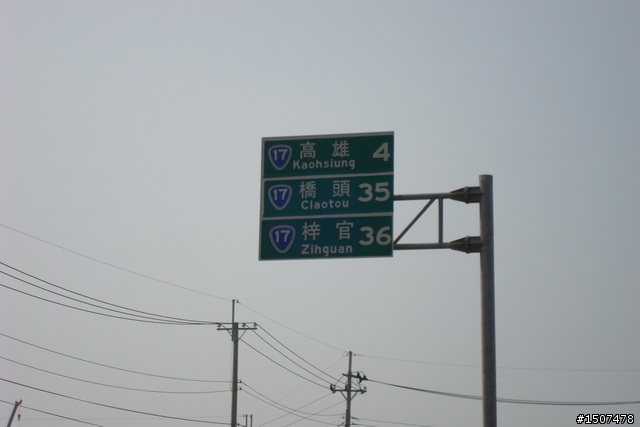 17 高雄 4
Kaohsiung
17 橋頭 35
Ciaotou
17 梓官 36
Zihguan
#1507478